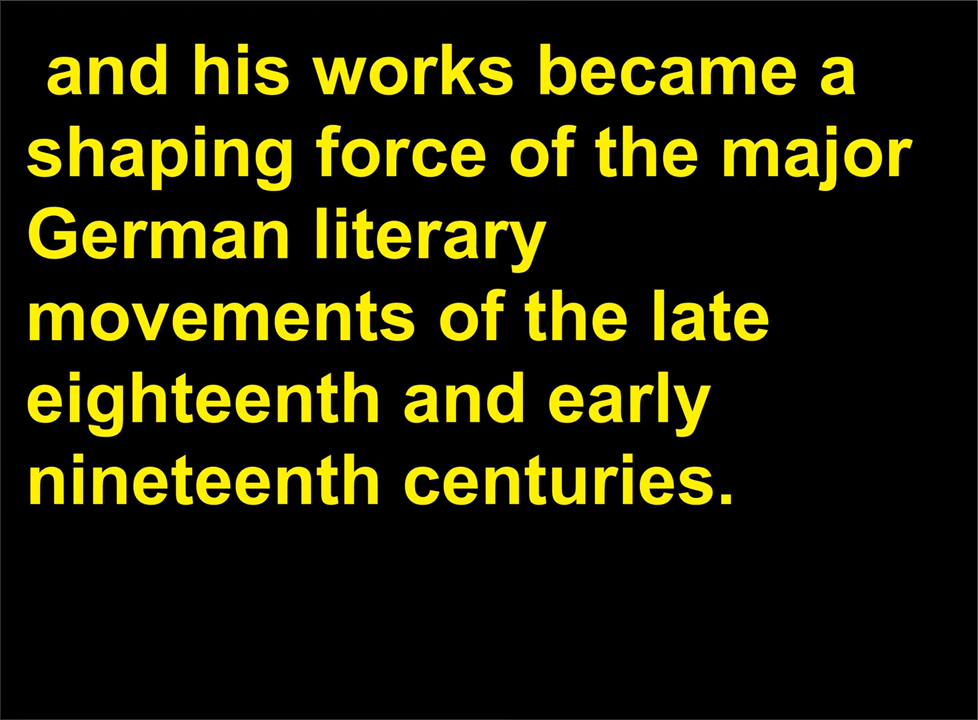 and his works became a
shaping force of the major
German literary
movements of the late
eighteenth and early
nineteenth centuries.